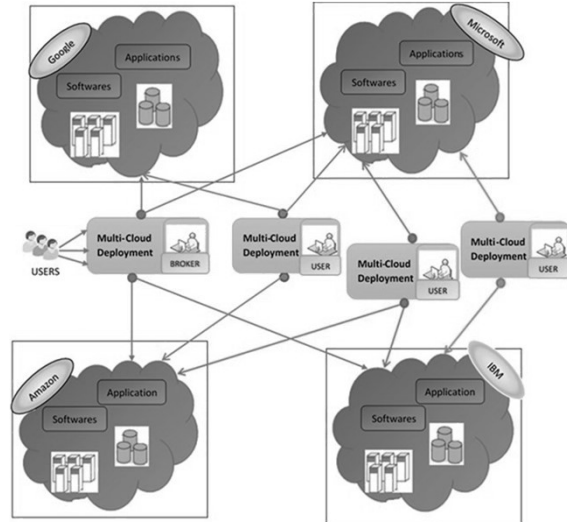 Google
Applications
Softwares
Microsoft
Applications
Softwares
USERS
Multi-Cloud
Deployment
BROKER
Multi-Cloud
Deployment
USER
Multi-Cloud
Deployment
USER
Multi-Cloud
Deployment
USER
Amazon
Application
Softwares
IBM
Application
Softwares